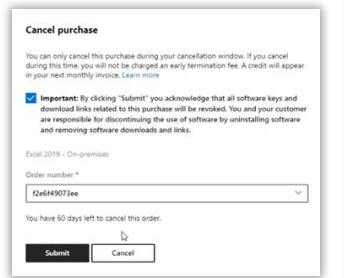 Cancel purchase
You can only cancel this purchase during your cancellation window. If you cancel
during this time, you will not be charged an early termination fee. A credit will appear
in your next monthly invoice. Learn more
Important: By clicking "Submit" you acknowledge that all software keys and
download links related to this purchase will be revoked. You and your customer
are responsible for discontinuing the use of software by uninstalling software
and removing software downloads and links.
Excel 2019 – On-premises
Order number *
f2e6f49073ee
You have 60 days left to cancel this order.
Submit Cancel